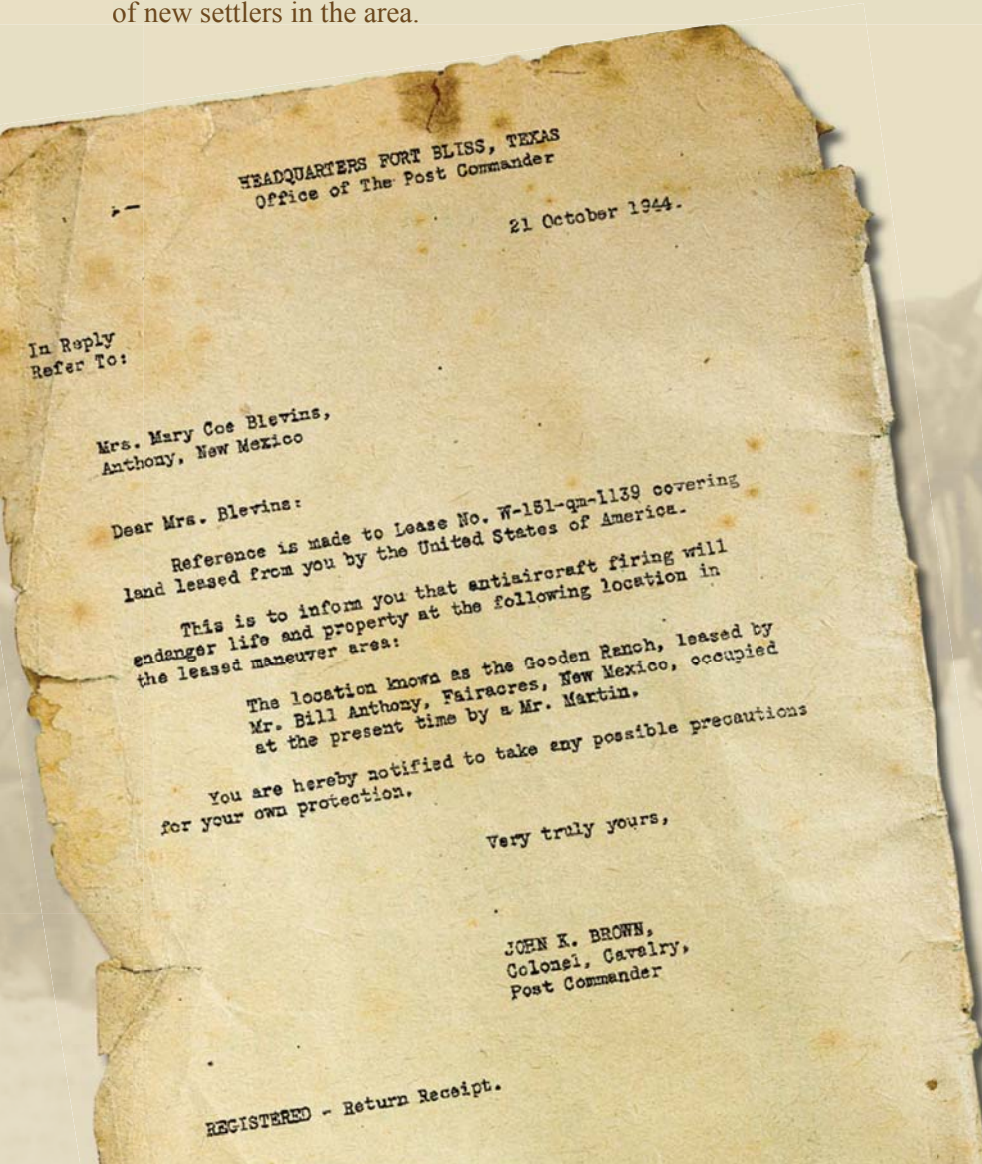 of new settlers in the area.
HEADQUARTERS FORT BLISS, TEXAS
Office of The Post Commander
21 October 1944.
In Reply
Refer To:
Mrs. Mary Coe Blevins,
Anthony, New Mexico
Dear Mrs. Blevins:
Reference is made to Lease No. W-151-qm-1139 covering
land leased from you by the United States of America.
This is to inform you that antiaircraft firing will
endanger life and property at the following location in
the leased maneuver area:
The location known as the Gooden Ranch, leased by
Mr. Bill Anthony, Fairacres, New Mexico, occupied
at the present time by a Mr. Martin.
You are hereby notified to take any possible precautions
for your own protection.
Very truly yours,
JOHN K. BROWN,
Colonel, Cavalry,
Post Commander
REGISTERED - Return Receipt.